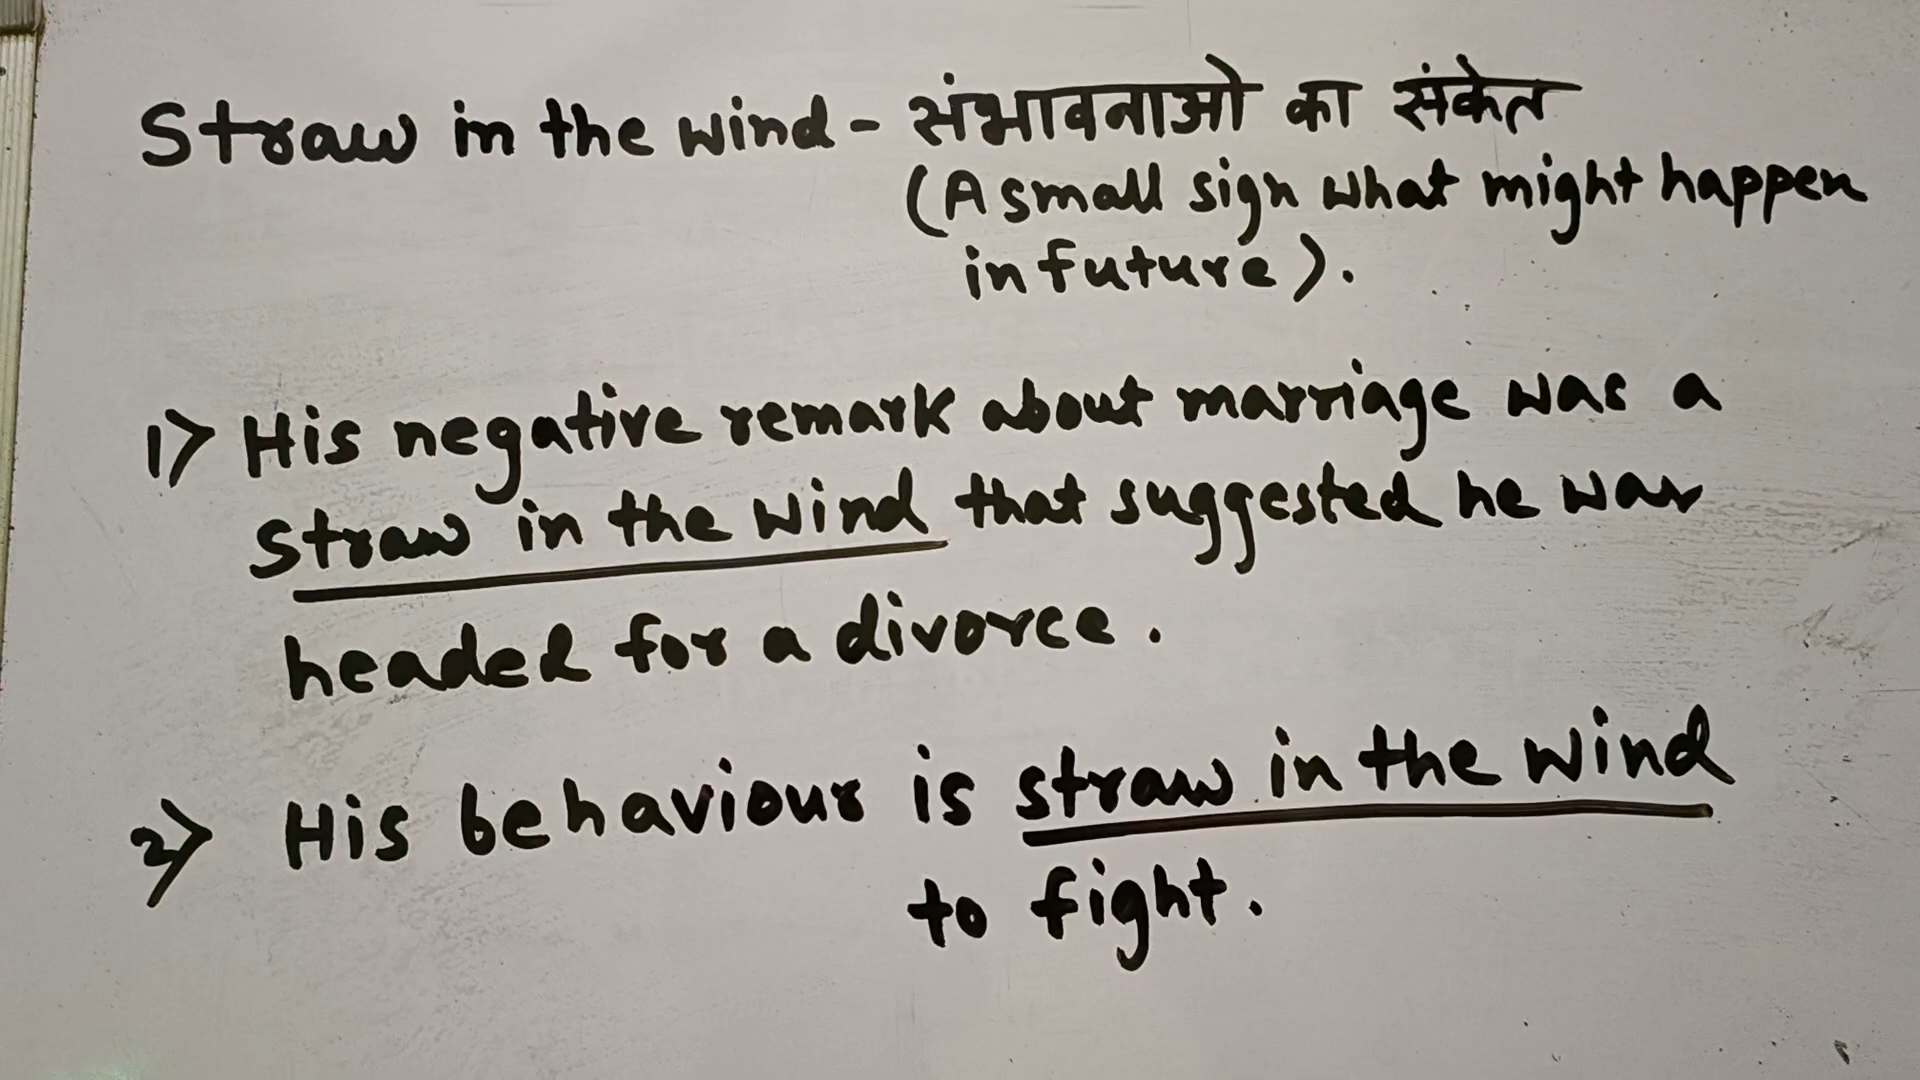 Straw in the wind - संभावनाओ का संकेत
(A small sign what might happen
in future).
1) His negative remark about marriage was a
straw in the wind that suggested he was
headed for a divorce.
2) His behaviour is straw in the wind
to fight.